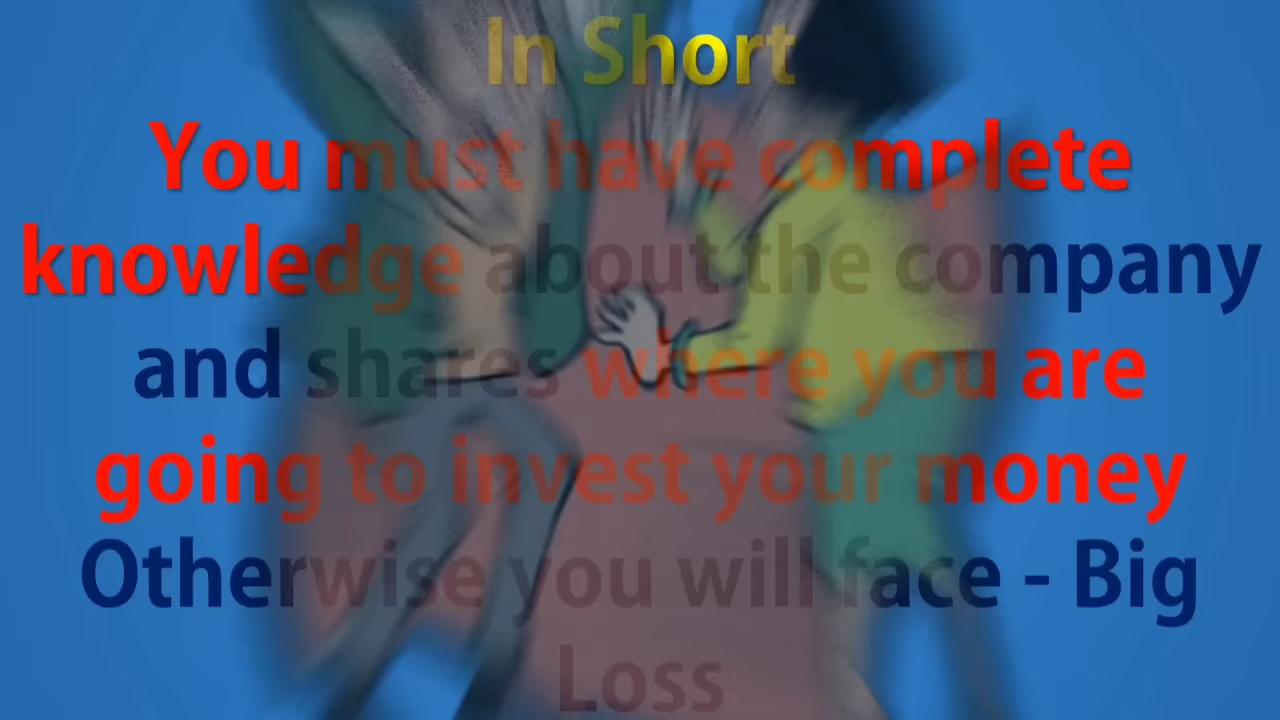 In Short
You must have complete
knowledge about the company
and shares where you are
going to invest your money
Otherwise you will face - Big
Loss